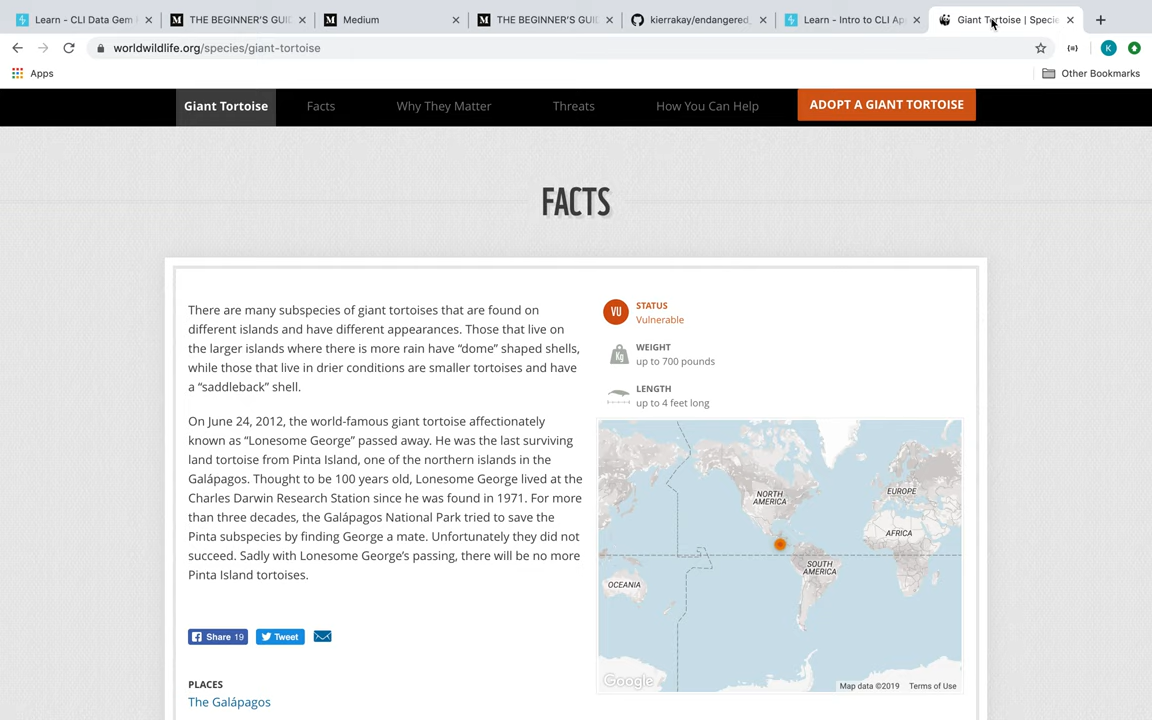 Learn - CLI Data Gem
THE BEGINNER'S GUID
Medium
THE BEGINNER'S GUID
kierrakay/endangered_
Learn - Intro to CLI Ap
Giant Tortoise | Specie
worldwildlife.org/species/giant-tortoise
K
Apps
Other Bookmarks
Giant Tortoise
Facts
Why They Matter
Threats
How You Can Help
ADOPT A GIANT TORTOISE
FACTS
There are many subspecies of giant tortoises that are found on
different islands and have different appearances. Those that live on
the larger islands where there is more rain have “dome” shaped shells,
while those that live in drier conditions are smaller tortoises and have
a “saddleback” shell.
On June 24, 2012, the world-famous giant tortoise affectionately
known as “Lonesome George” passed away. He was the last surviving
land tortoise from Pinta Island, one of the northern islands in the
Galápagos. Thought to be 100 years old, Lonesome George lived at the
Charles Darwin Research Station since he was found in 1971. For more
than three decades, the Galápagos National Park tried to save the
Pinta subspecies by finding George a mate. Unfortunately they did not
succeed. Sadly with Lonesome George’s passing, there will be no more
Pinta Island tortoises.
Share 19
Tweet
PLACES
The Galápagos
VU
STATUS
Vulnerable
Kg
WEIGHT
up to 700 pounds
LENGTH
up to 4 feet long
NORTH
AMERICA
EUROPE
AFRICA
SOUTH
AMERICA
OCEANIA
Google
Map data ©2019
Terms of Use